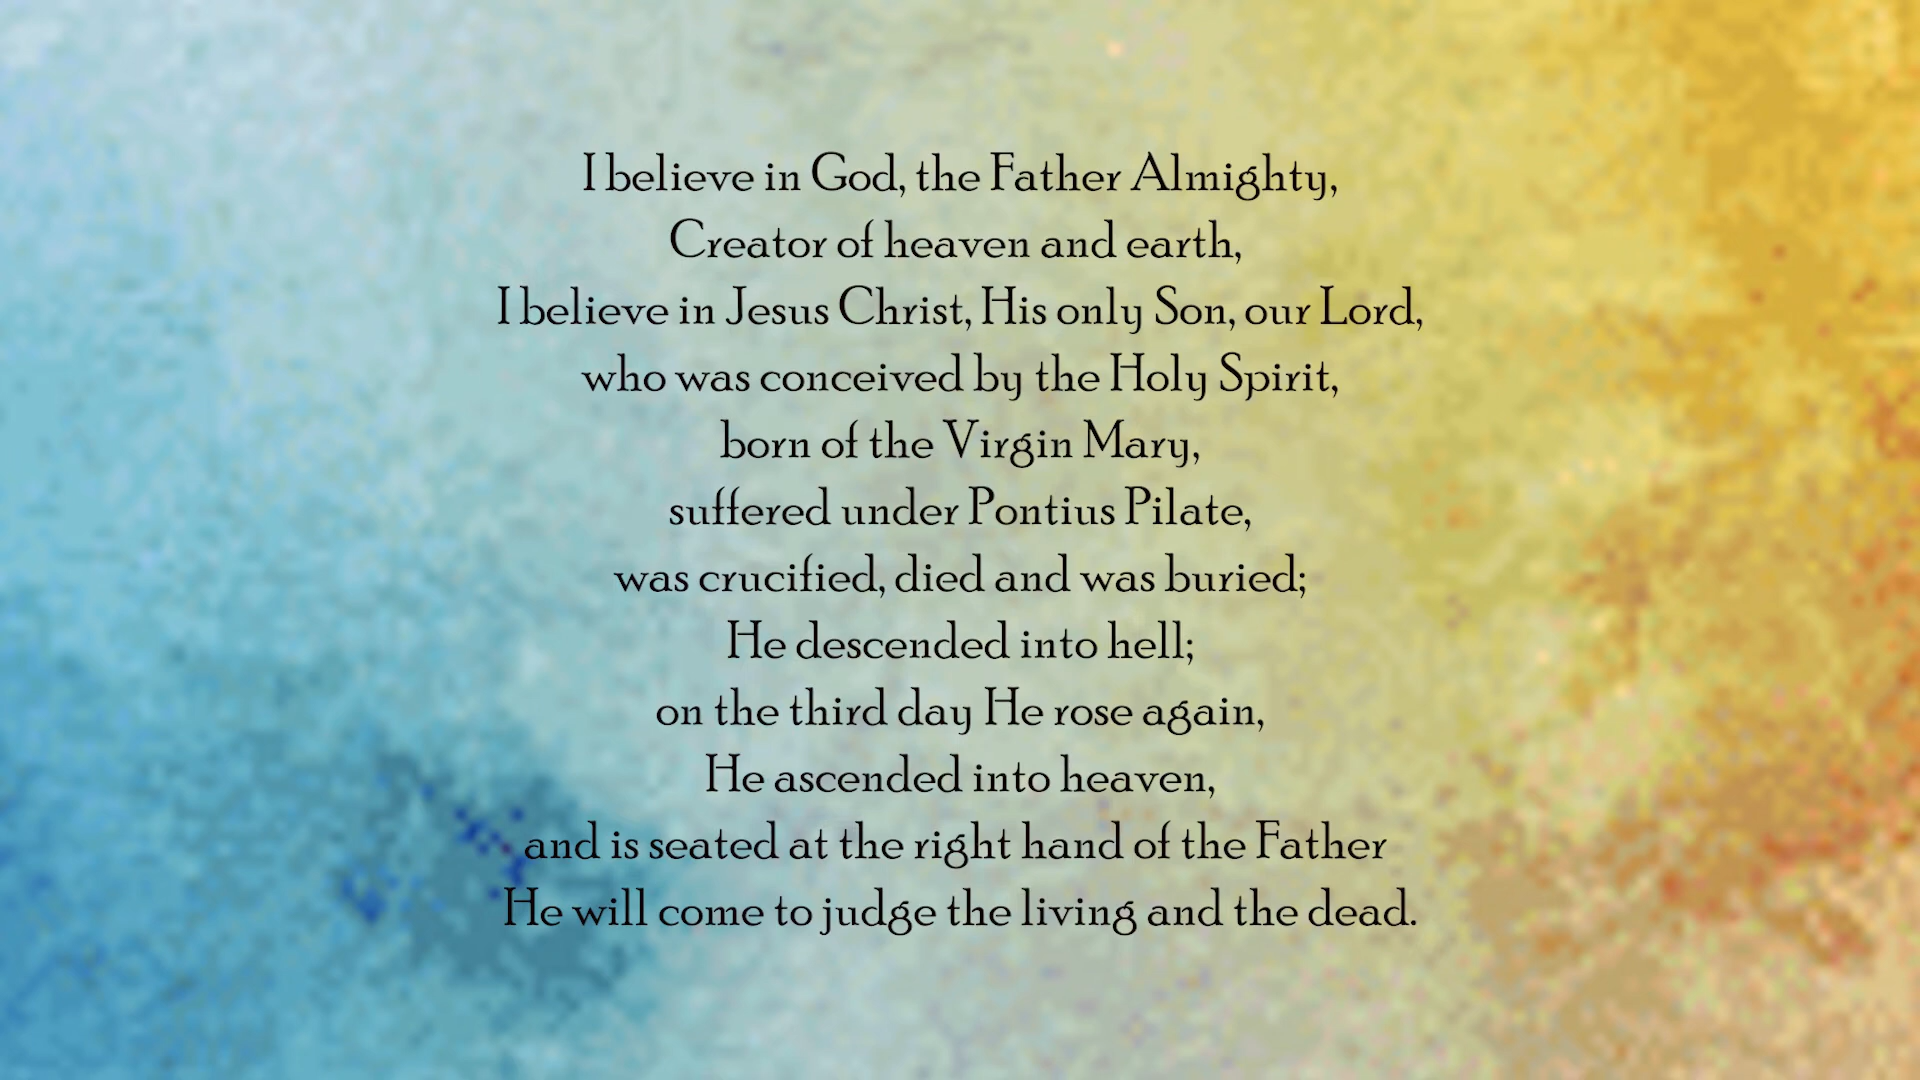 I believe in God, the Father Almighty,
Creator of heaven and earth,
I believe in Jesus Christ, His only Son, our Lord,
who was conceived by the Holy Spirit,
born of the Virgin Mary,
suffered under Pontius Pilate,
was crucified, died and was buried;
He descended into hell;
on the third day He rose again,
He ascended into heaven,
and is seated at the right hand of the Father
He will come to judge the living and the dead.